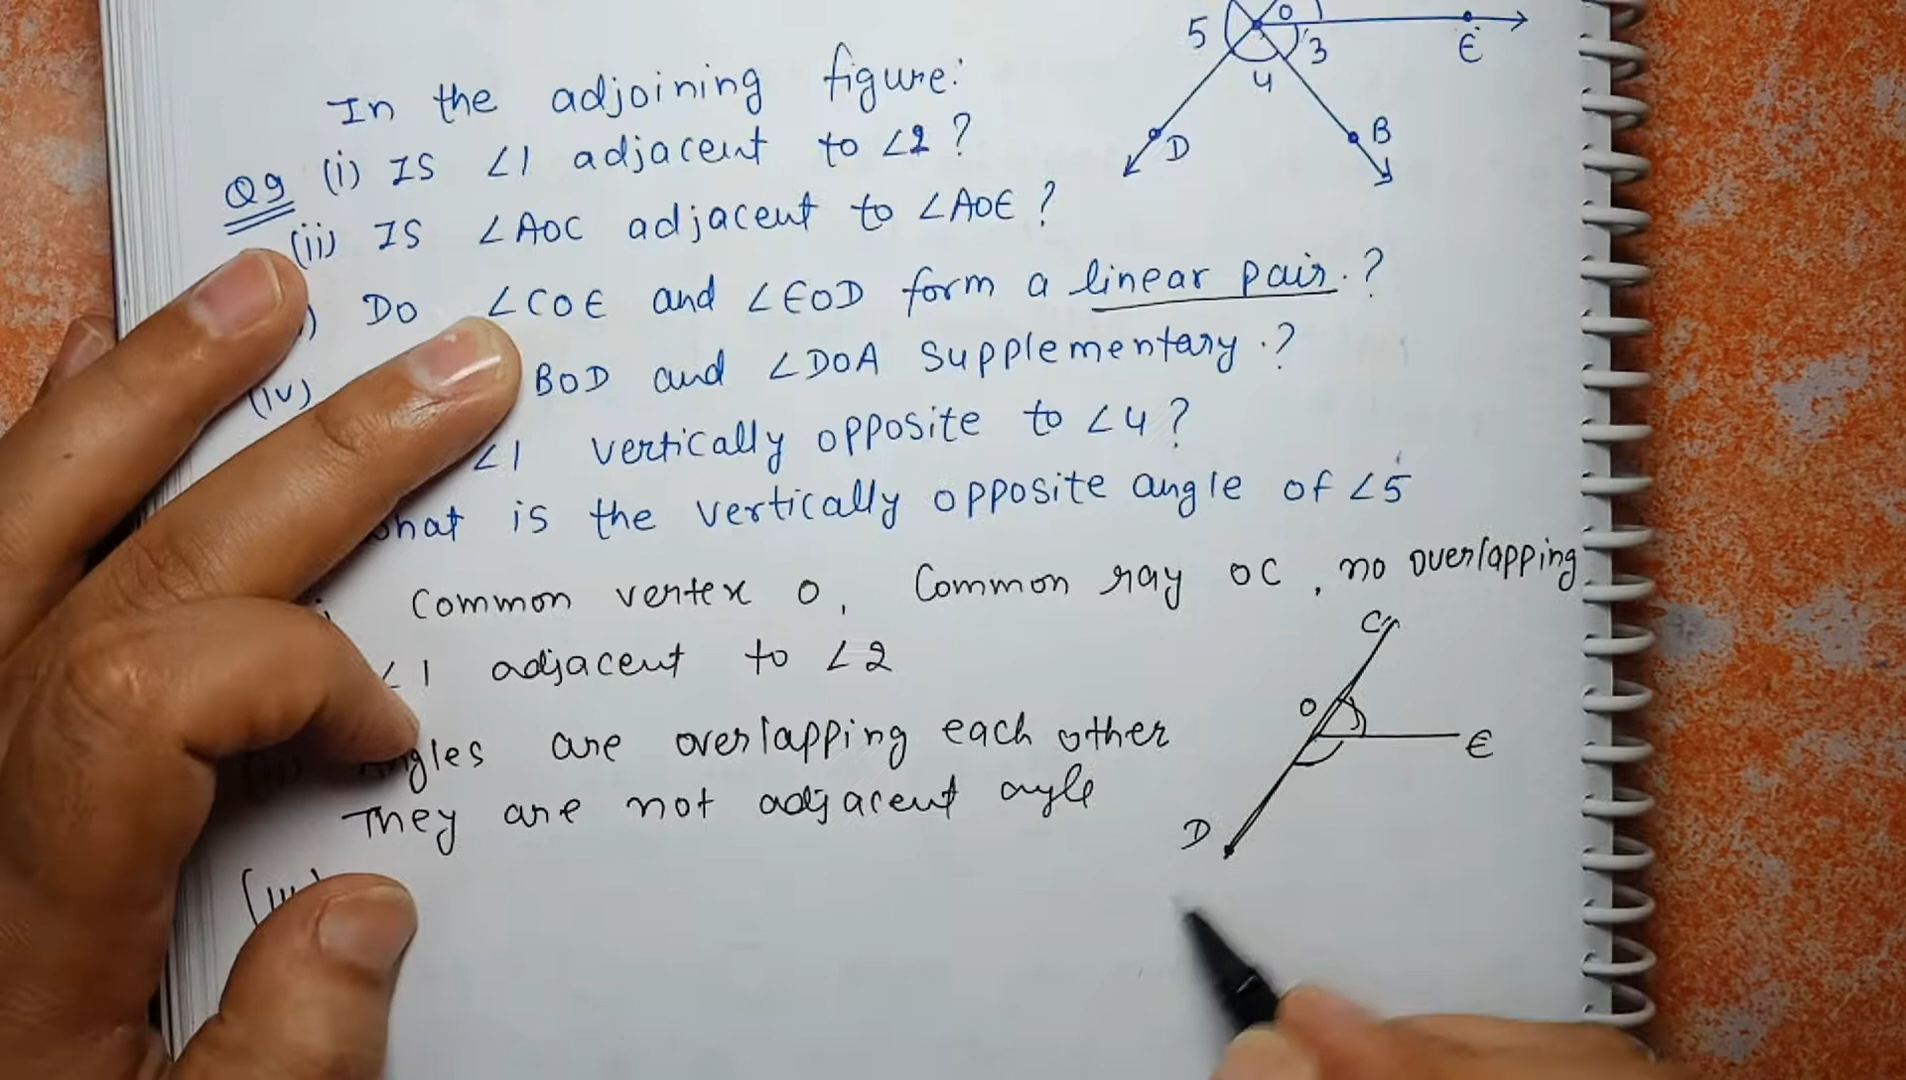 5 O 3 E
4
In the adjoining figure:
B
D
Q9 (i) IS ∠1 adjacent to ∠2?
(ii) IS ∠AOC adjacent to ∠AOE?
) DO ∠COE and ∠EOD form a linear pair.?
(iv) BOD and ∠DOA supplementary.?
∠1 vertically opposite to ∠4?
hat is the vertically opposite angle of ∠5
i Common vertex O, Common ray OC, no overlapping
C
∠1 adjacent to ∠2
O
E
gles are overlapping each other
They are not adjacent angle
D
(iii)